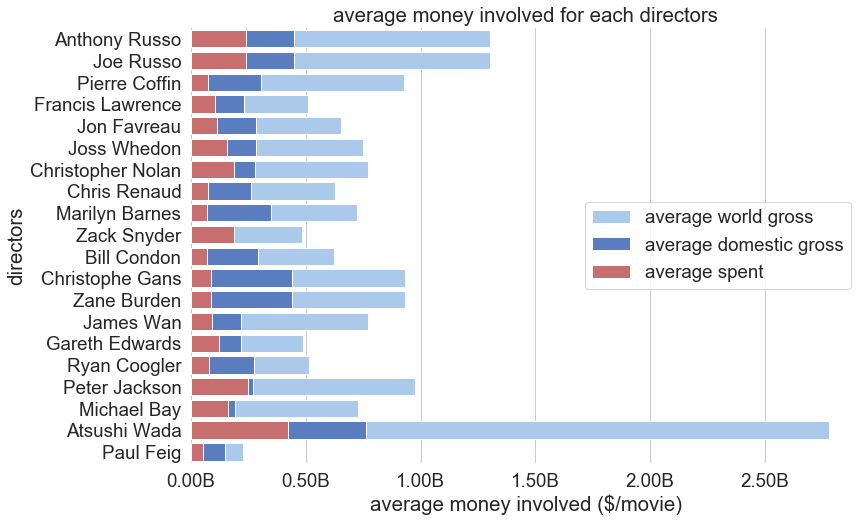 average money involved for each directors
Anthony Russo
Joe Russo
Pierre Coffin
Francis Lawrence
Jon Favreau
Joss Whedon
Christopher Nolan
Chris Renaud
Marilyn Barnes
Zack Snyder
Bill Condon
Christophe Gans
Zane Burden
James Wan
Gareth Edwards
Ryan Coogler
Peter Jackson
Michael Bay
Atsushi Wada
Paul Feig
directors
average world gross
average domestic gross
average spent
0.00B 0.50B 1.00B 1.50B 2.00B 2.50B
average money involved ($/movie)